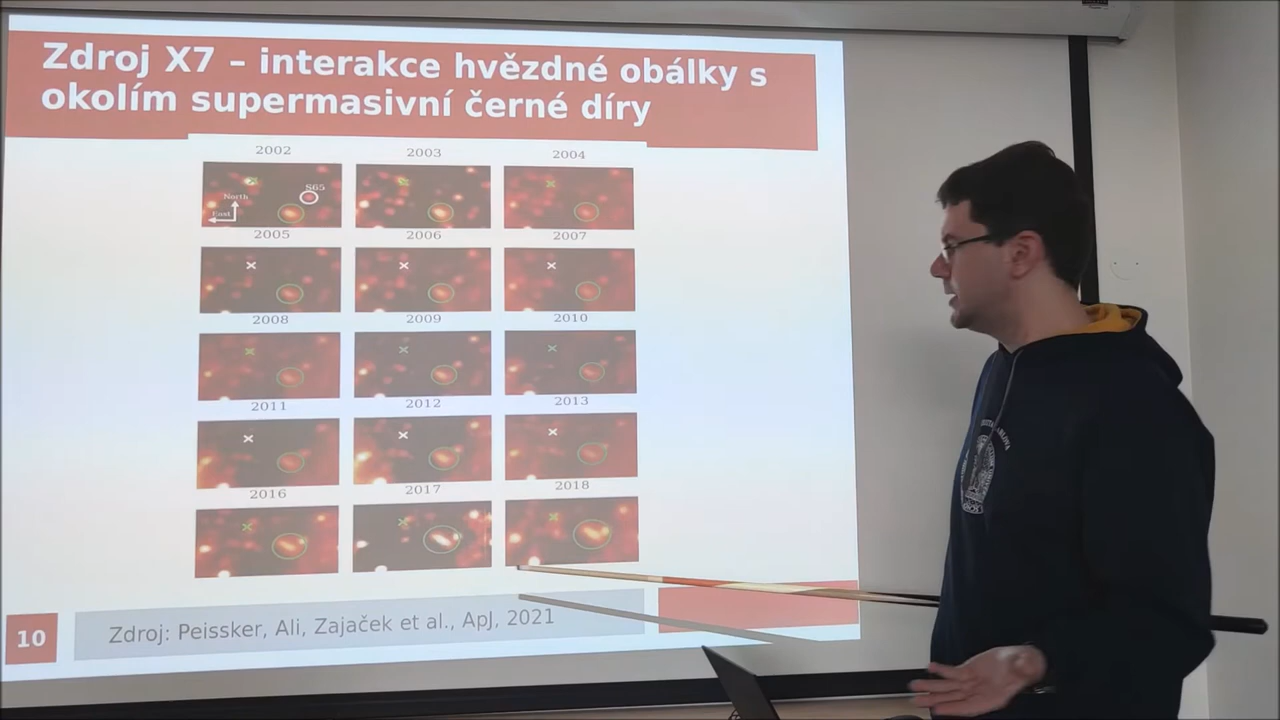 Zdroj X7 – interakce hvězdné obálky s
okolím supermasivní černé díry
2002 2003 2004
S65
North
East
2005 2006 2007
2008 2009 2010
2011 2012 2013
2016 2017 2018
10
Zdroj: Peissker, Ali, Zajaček et al., ApJ, 2021